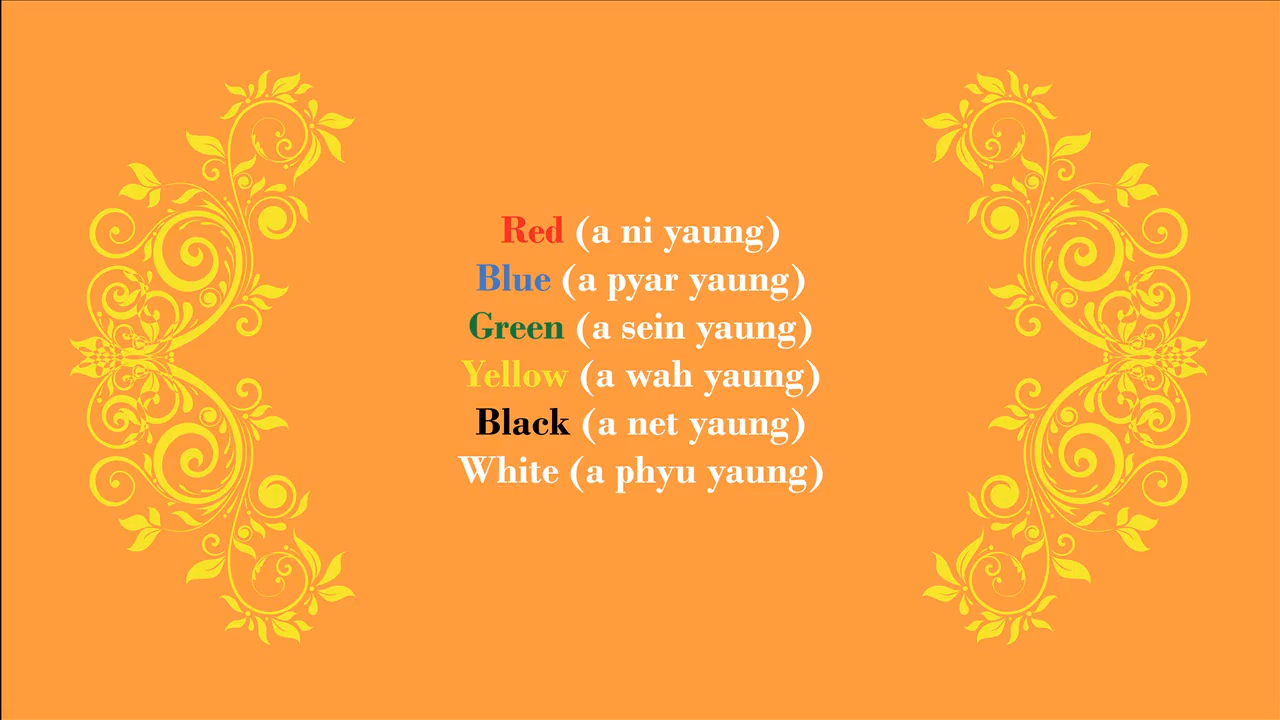 Red (a ni yaung)
Blue (a pyar yaung)
Green (a sein yaung)
Yellow (a wah yaung)
Black (a net yaung)
White (a phyu yaung)